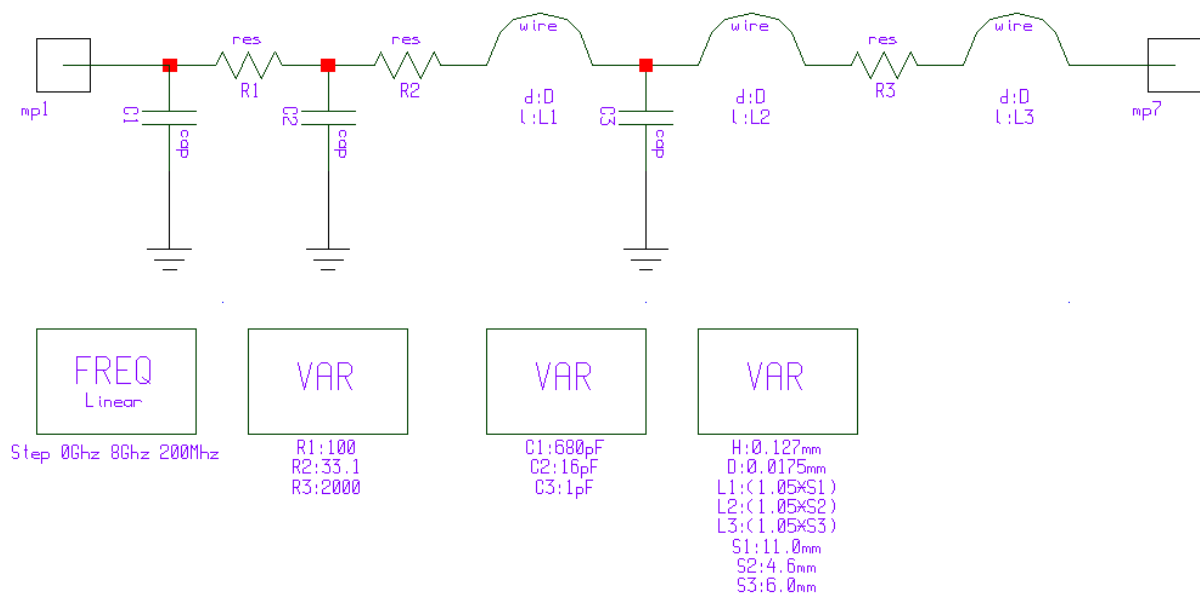 wire
wire
wire
res
res
res
mp1
C1
cap
R1
C2
cap
R2
d:D
l:L1
C3
cap
d:D
l:L2
R3
d:D
l:L3
mp7
FREQ
Linear
Step 0Ghz 8Ghz 200Mhz
VAR
R1:100
R2:33.1
R3:2000
VAR
C1:680pF
C2:16pF
C3:1pF
VAR
H:0.127mm
D:0.0175mm
L1:(1.05*S1)
L2:(1.05*S2)
L3:(1.05*S3)
S1:11.0mm
S2:4.6mm
S3:6.0mm